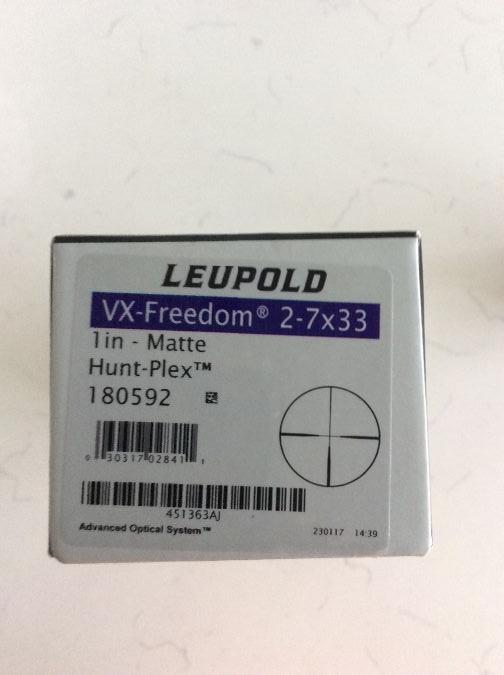 LEUPOLD
VX-Freedom® 2-7x33
1in - Matte
Hunt-Plex™
180592
0 30317 02841 1
451363AJ
Advanced Optical System™
230117 14:39